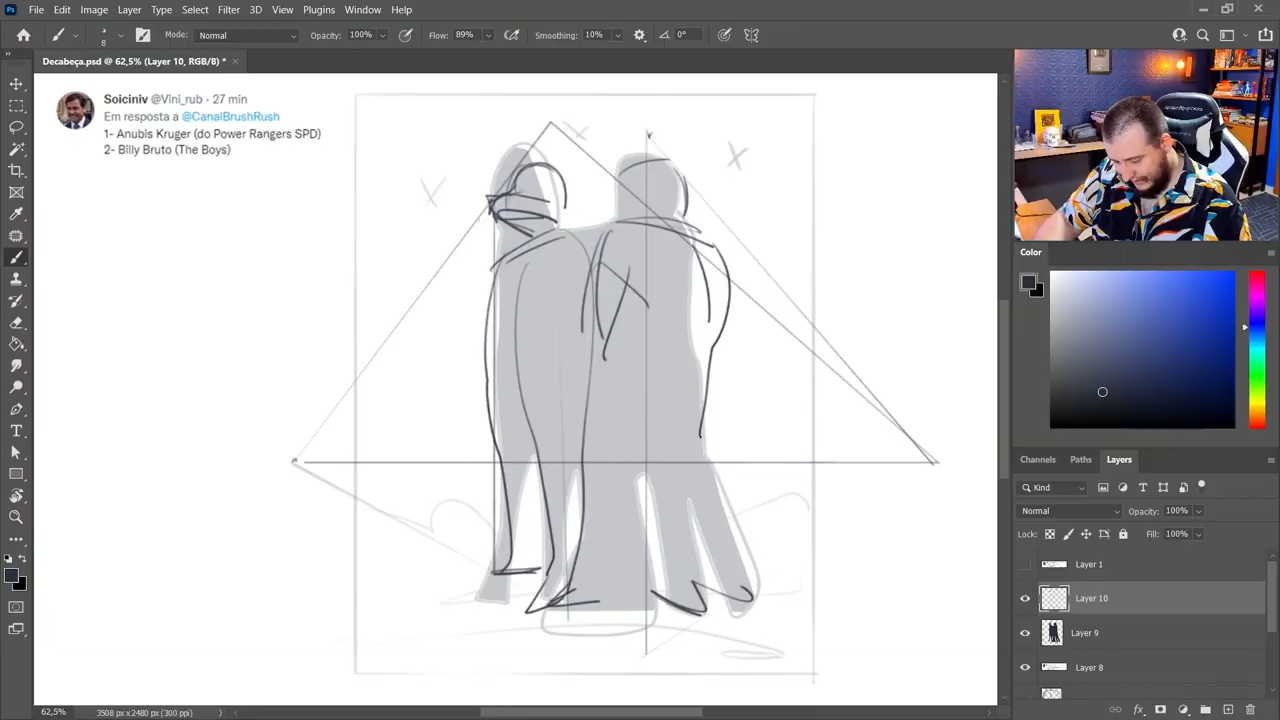 Ps File Edit Image Layer Type Select Filter 3D View Plugins Window Help
8 Mode: Normal Opacity: 100% Flow: 89% Smoothing: 10% 0°
Decabeça.psd @ 62,5% (Layer 10, RGB/8) * ×
Soiciniv @Vini_rub · 27 min
Em resposta a @CanalBrushRush
1- Anubis Kruger (do Power Rangers SPD)
2- Billy Bruto (The Boys)
Color
Channels Paths Layers
Kind
Normal Opacity: 100%
Lock: Fill: 100%
Layer 1
Layer 10
Layer 9
Layer 8
fx
62,5% 3508 px x 2480 px (300 ppi)